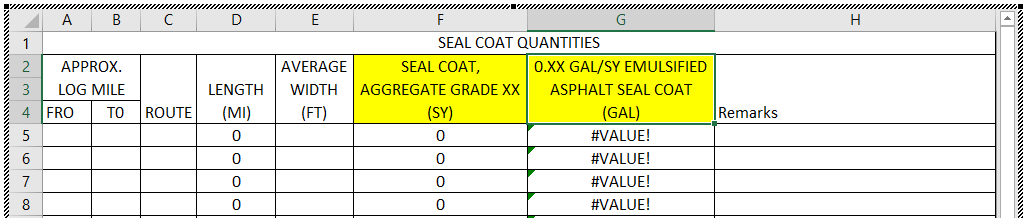 A B C D E F G H
1 SEAL COAT QUANTITIES
2 APPROX. AVERAGE SEAL COAT, 0.XX GAL/SY EMULSIFIED
3 LOG MILE LENGTH WIDTH AGGREGATE GRADE XX ASPHALT SEAL COAT
4 FRO TO ROUTE (MI) (FT) (SY) (GAL) Remarks
5 0 0 #VALUE!
6 0 0 #VALUE!
7 0 0 #VALUE!
8 0 0 #VALUE!